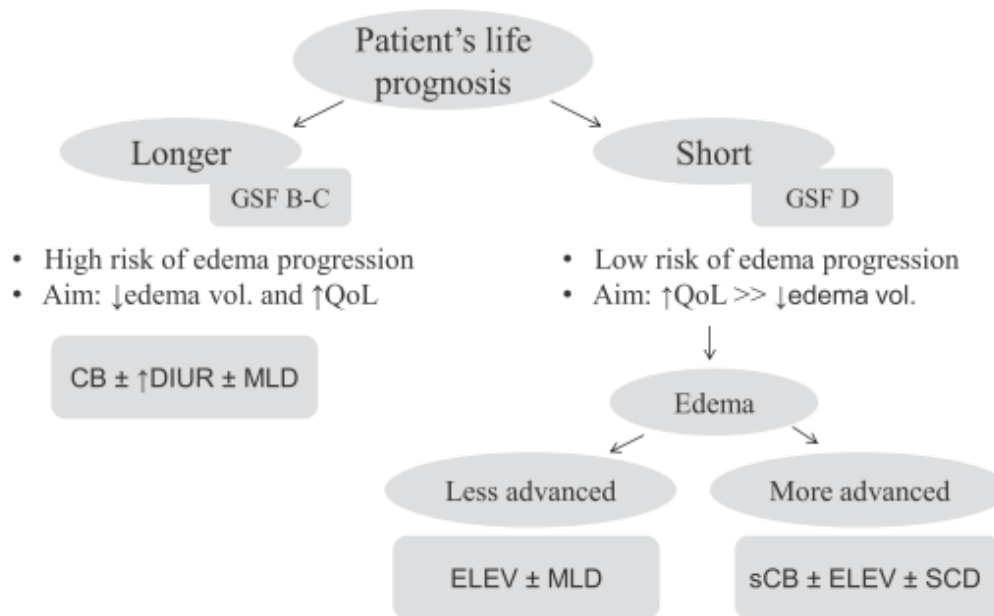 Patient's life
prognosis
Longer
GSF B-C
• High risk of edema progression
• Aim: ↓edema vol. and ↑QoL
CB ± ↑DIUR ± MLD
Short
GSF D
• Low risk of edema progression
• Aim: ↑QoL >> ↓edema vol.
Edema
Less advanced
ELEV ± MLD
More advanced
sCB ± ELEV ± SCD